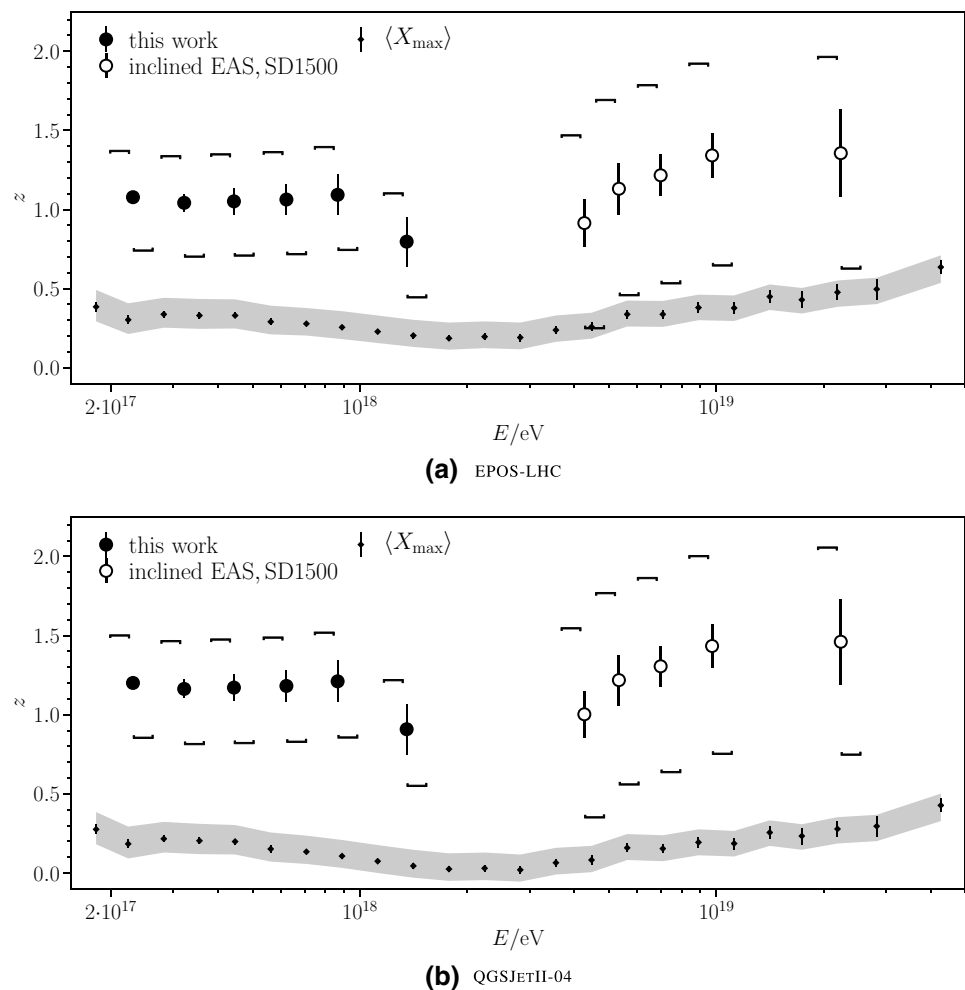 this work
⟨X_max⟩
inclined EAS, SD1500
2.0
1.5
1.0
0.5
0.0
z
2·10^17
10^18
10^19
E/eV
(a) EPOS-LHC
this work
⟨X_max⟩
inclined EAS, SD1500
2.0
1.5
1.0
0.5
0.0
z
2·10^17
10^18
10^19
E/eV
(b) QGSJETII-04